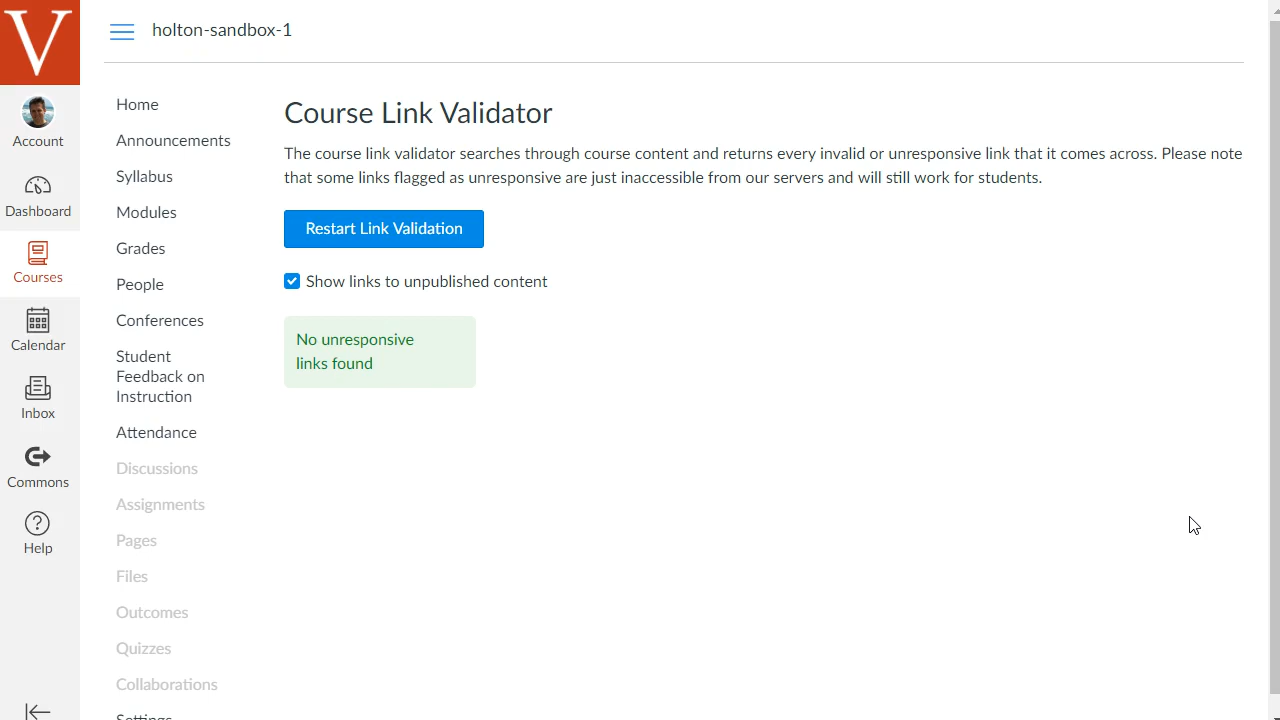 V
holton-sandbox-1
Account
Dashboard
Courses
Calendar
Inbox
Commons
Help
Home
Announcements
Syllabus
Modules
Grades
People
Conferences
Student
Feedback on
Instruction
Attendance
Discussions
Assignments
Pages
Files
Outcomes
Quizzes
Collaborations
Settings
Course Link Validator
The course link validator searches through course content and returns every invalid or unresponsive link that it comes across. Please note
that some links flagged as unresponsive are just inaccessible from our servers and will still work for students.
Restart Link Validation
Show links to unpublished content
No unresponsive
links found